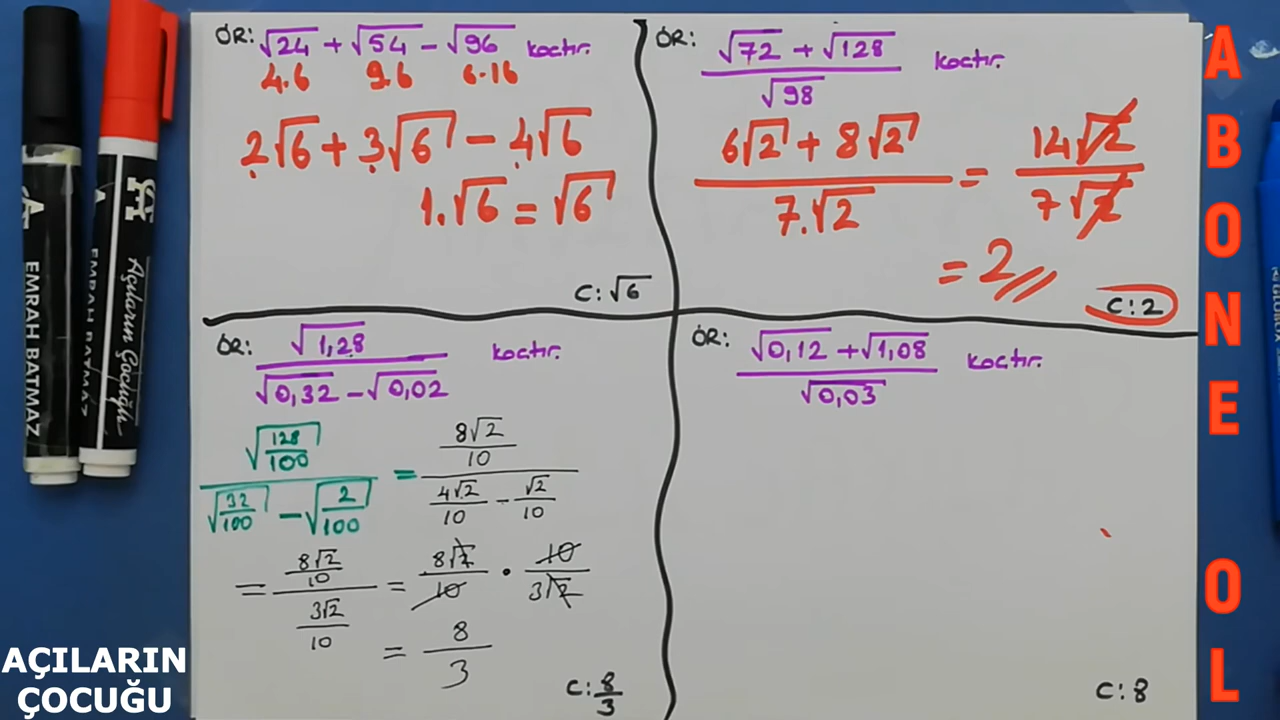 ÖR: √24 + √54 − √96 kaçtır.
4.6 9.6 6.16
2√6 + 3√6 − 4√6
1.√6 = √6
C: √6
ÖR: (√72 + √128) / √98 kaçtır.
(6√2 + 8√2) / 7.√2 = 14√2 / 7√2
= 2//
C: 2
ÖR: √1,28 / (√0,32 − √0,02) kaçtır.
√(128/100) / (√(32/100) − √(2/100)) = (8√2/10) / (4√2/10 − √2/10)
= (8√2/10) / (3√2/10) = 8√2/10 • 10/3√2
= 8/3
C: 8/3
ÖR: (√0,12 + √1,08) / √0,03 kaçtır.
C: 8
EMRAH BATMAZ
EMRAH BATMAZ
Açıların Çocuğu
AÇILARIN
ÇOCUĞU
ABONE
OL